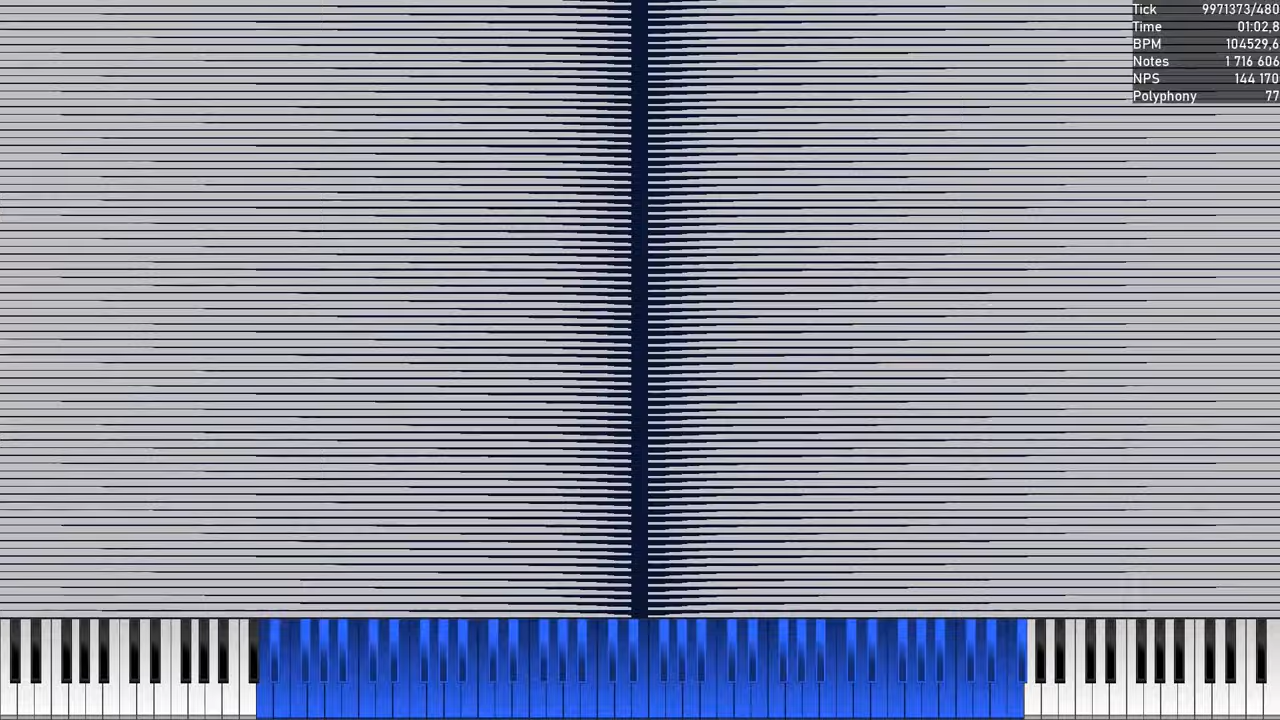 Tick 9971373/480
Time 01:02,8
BPM 104529,6
Notes 1 716 606
NPS 144 170
Polyphony 77